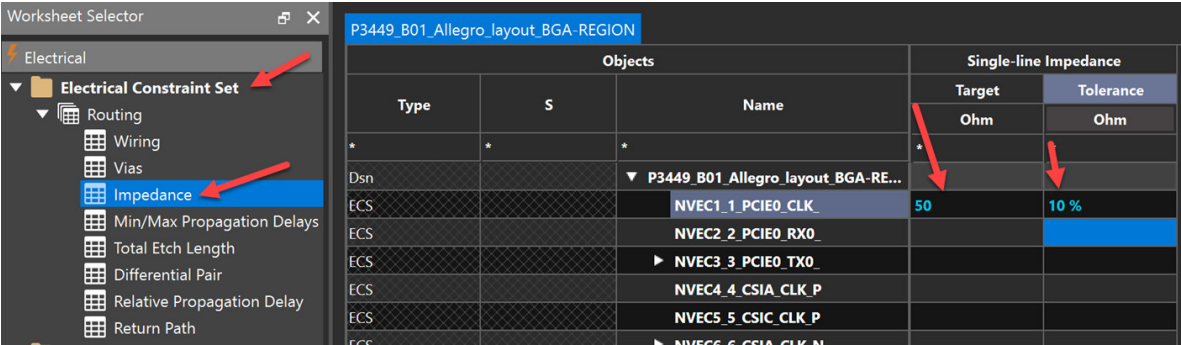 Worksheet Selector
Electrical
Electrical Constraint Set
Routing
Wiring
Vias
Impedance
Min/Max Propagation Delays
Total Etch Length
Differential Pair
Relative Propagation Delay
Return Path
P3449_B01_Allegro_layout_BGA-REGION
Objects Single-line Impedance
Type S Name Target Tolerance
Ohm Ohm
* * * *
Dsn P3449_B01_Allegro_layout_BGA-RE...
ECS NVEC1_1_PCIE0_CLK_ 50 10 %
ECS NVEC2_2_PCIE0_RX0_
ECS NVEC3_3_PCIE0_TX0_
ECS NVEC4_4_CSIA_CLK_P
ECS NVEC5_5_CSIC_CLK_P
ECS NVEC6_6_CSIA_CLK_N